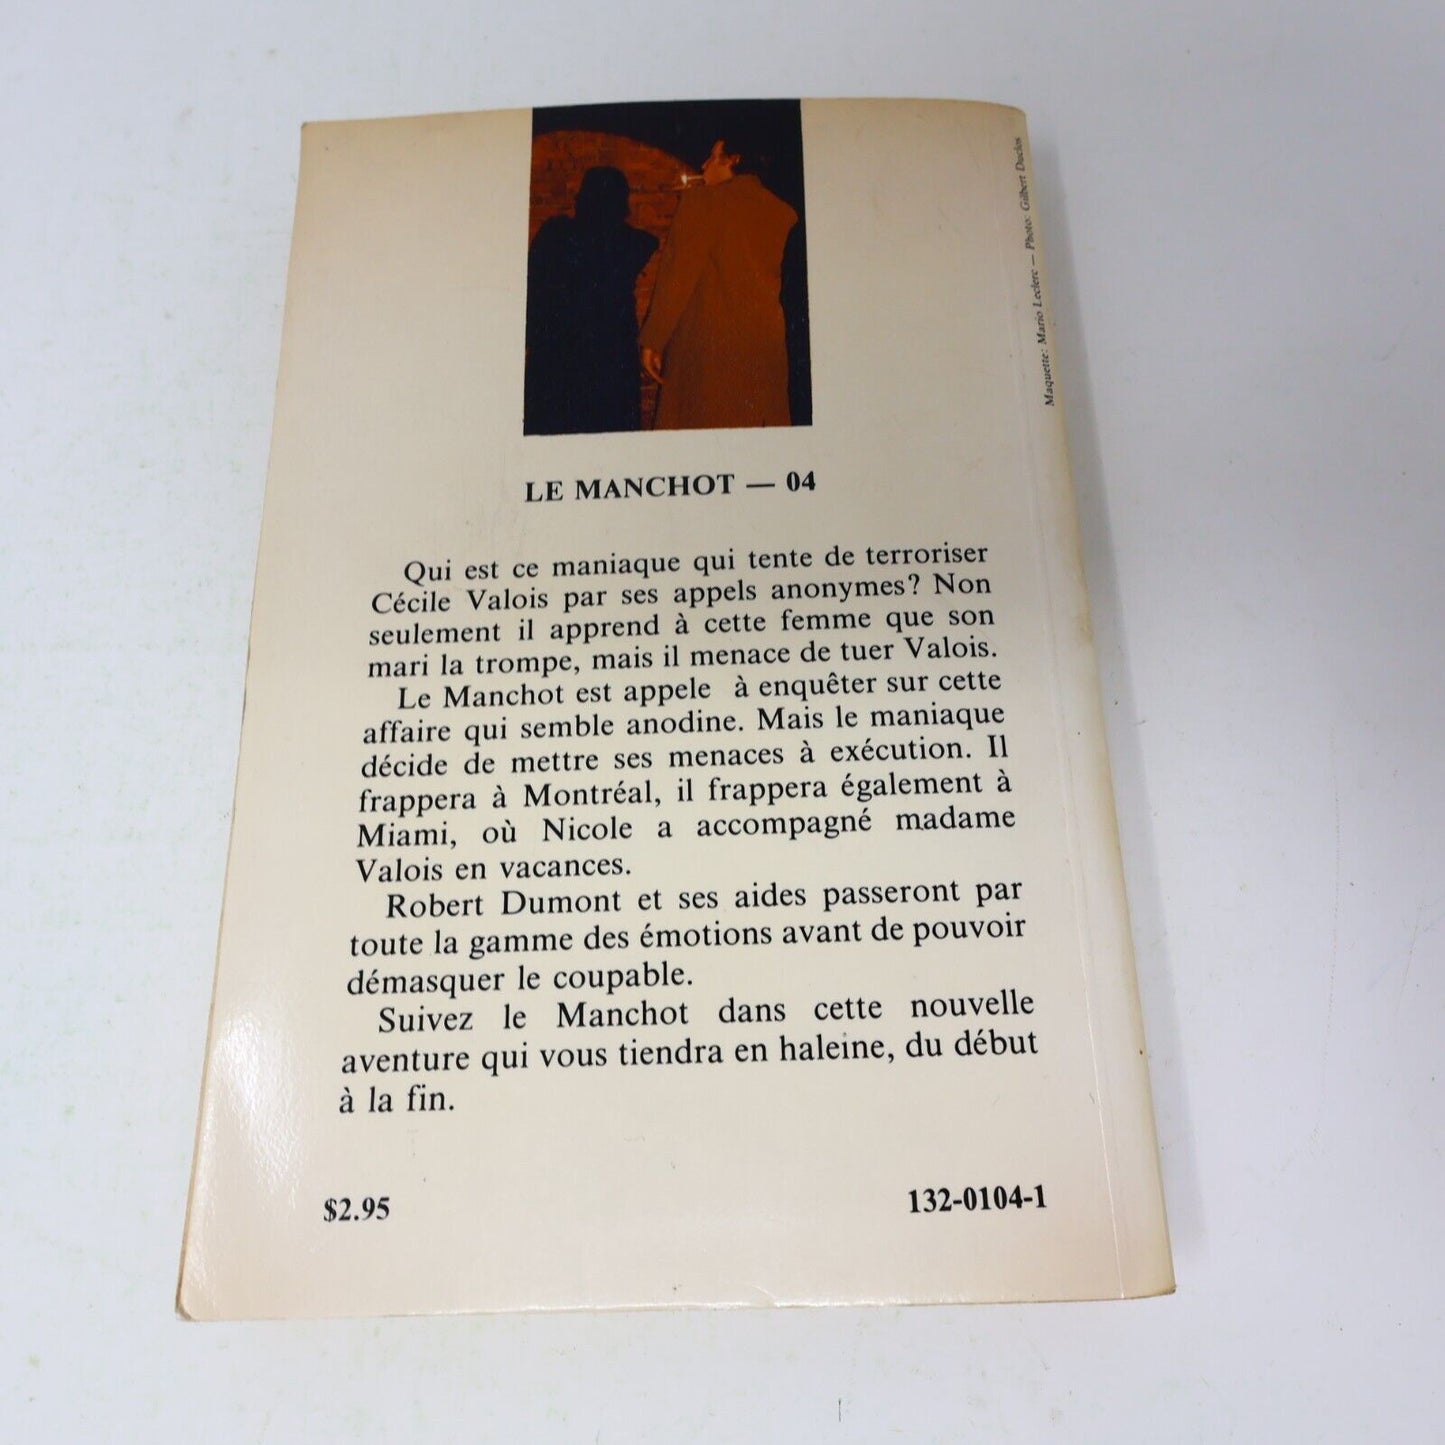 Maquette: Mario Leclerc — Photo: Gilbert Duclos
LE MANCHOT — 04
Qui est ce maniaque qui tente de terroriser
Cécile Valois par ses appels anonymes? Non
seulement il apprend à cette femme que son
mari la trompe, mais il menace de tuer Valois.
Le Manchot est appele à enquêter sur cette
affaire qui semble anodine. Mais le maniaque
décide de mettre ses menaces à exécution. Il
frappera à Montréal, il frappera également à
Miami, où Nicole a accompagné madame
Valois en vacances.
Robert Dumont et ses aides passeront par
toute la gamme des émotions avant de pouvoir
démasquer le coupable.
Suivez le Manchot dans cette nouvelle
aventure qui vous tiendra en haleine, du début
à la fin.
$2.95
132-0104-1